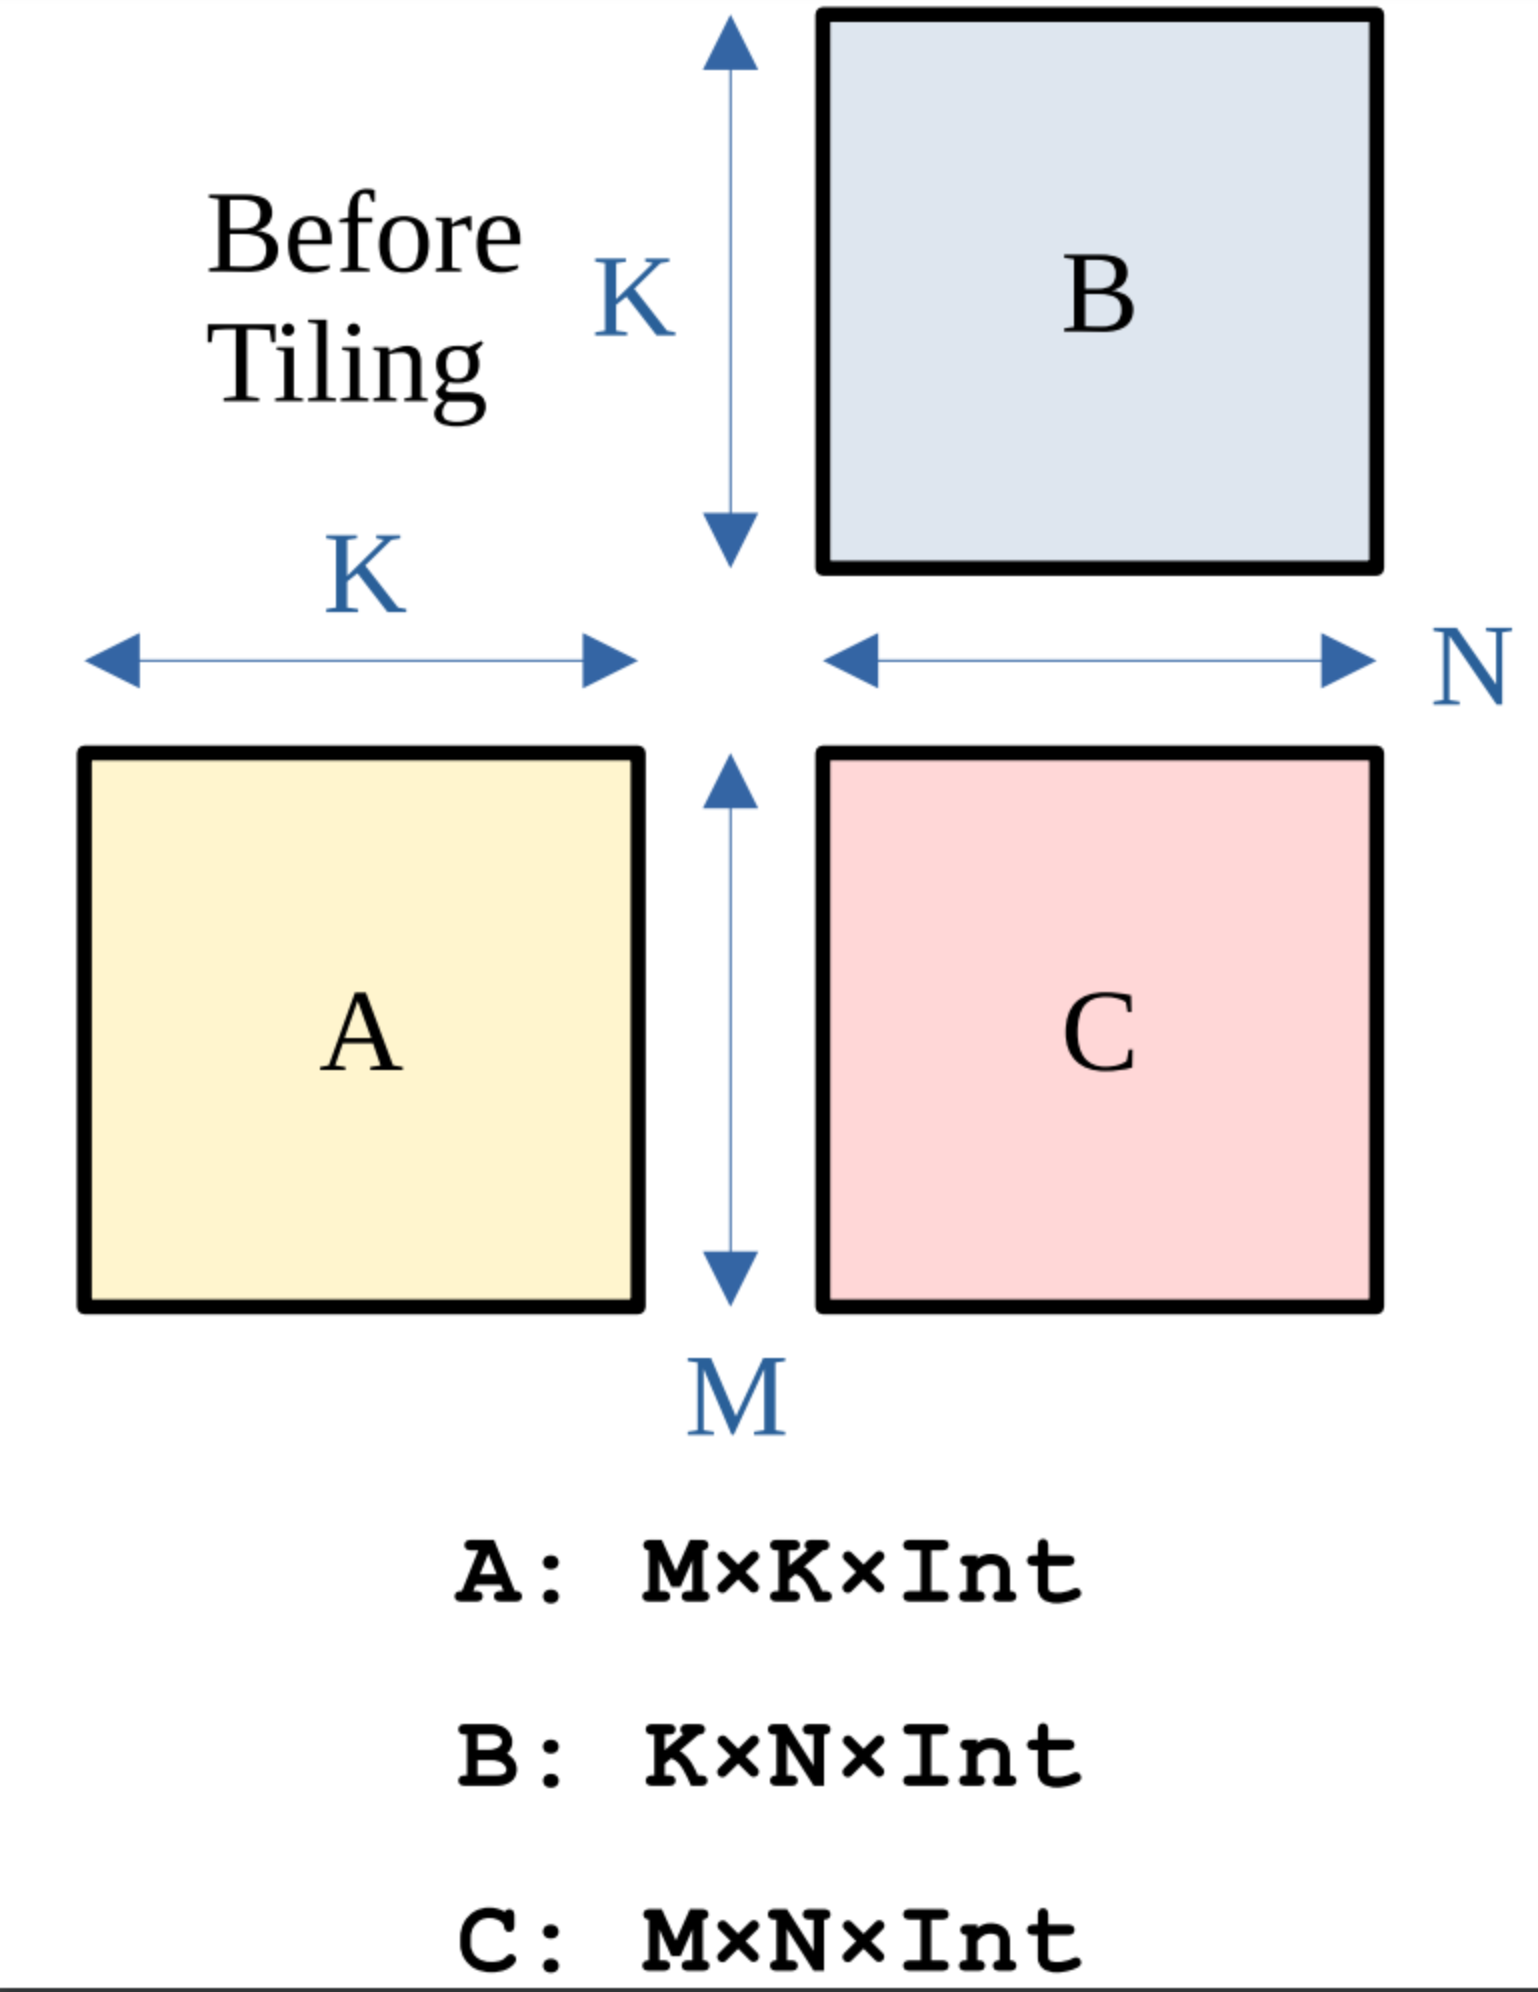 Before
Tiling
K
B
K
N
A
C
M
A: M×K×Int
B: K×N×Int
C: M×N×Int